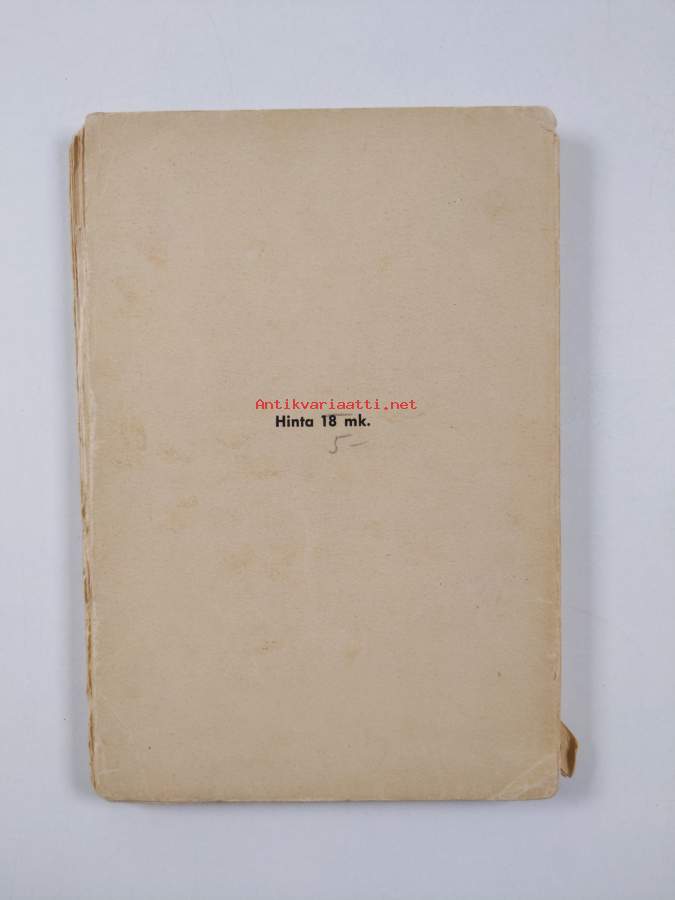 Antikvariaatti.net
Hinta 18 mk.
5-